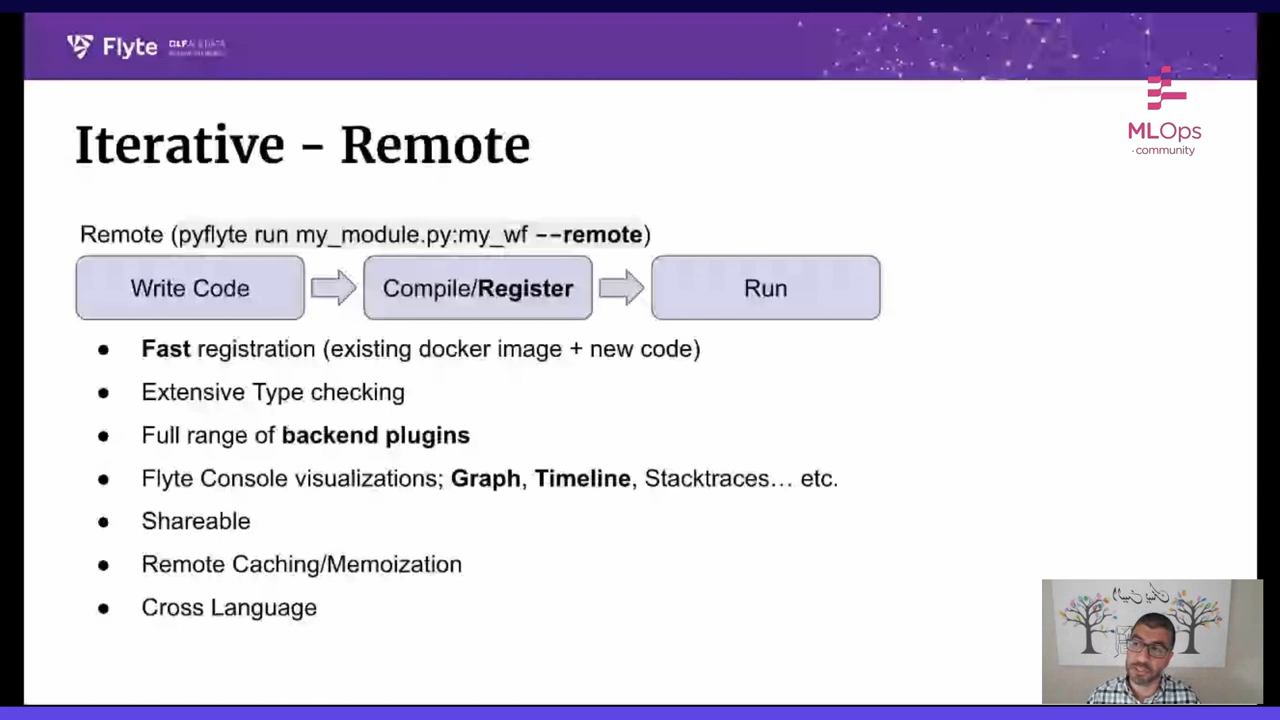 Flyte
MLOps
community
Iterative - Remote
Remote (pyflyte run my_module.py:my_wf --remote)
Write Code
Compile/Register
Run
● Fast registration (existing docker image + new code)
● Extensive Type checking
● Full range of backend plugins
● Flyte Console visualizations; Graph, Timeline, Stacktraces… etc.
● Shareable
● Remote Caching/Memoization
● Cross Language